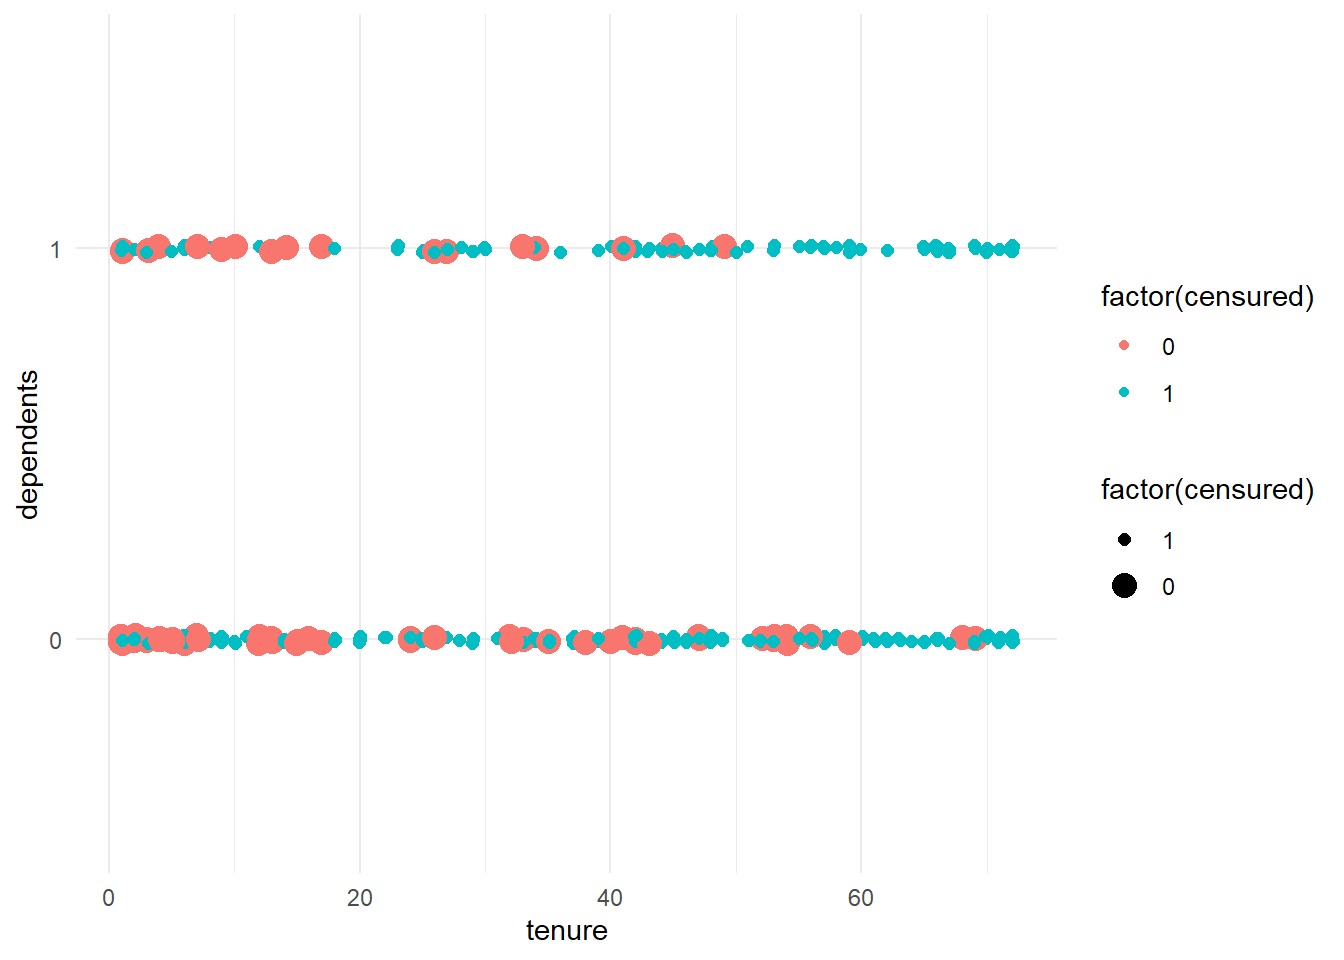 1
0
dependents
0
20
40
60
tenure
factor(censured)
0
1
factor(censured)
1
0